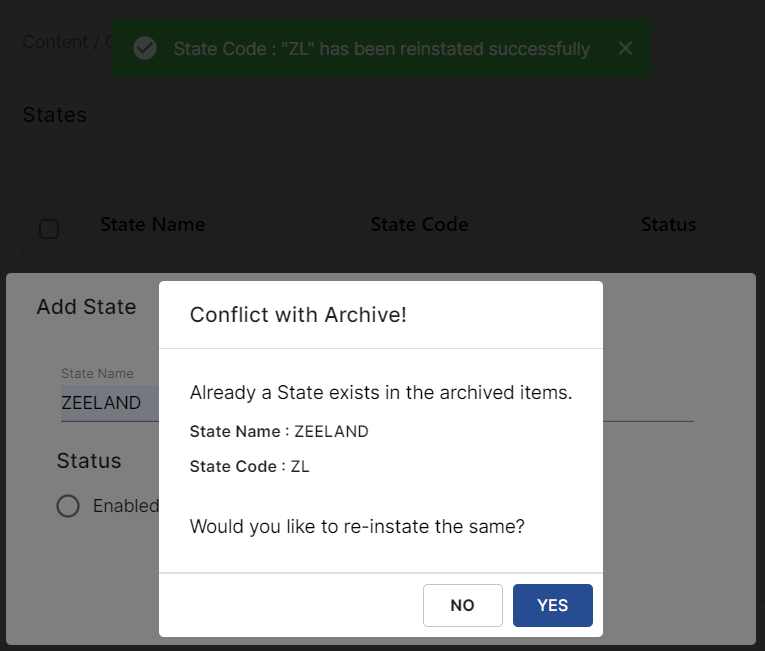 Content / C
State Code : "ZL" has been reinstated successfully
States
State Name State Code Status
Add State
Conflict with Archive!
State Name
ZEELAND
Already a State exists in the archived items.
State Name : ZEELAND
State Code : ZL
Status
Enabled
Would you like to re-instate the same?
NO YES